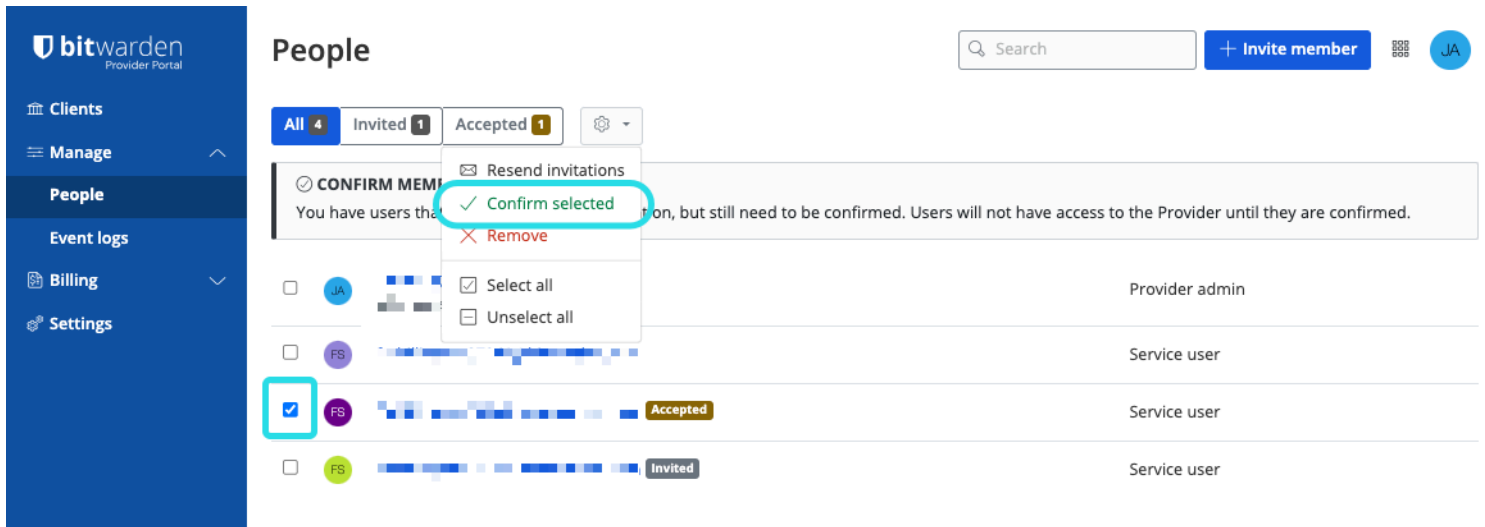 bitwarden
Provider Portal
Clients
Manage
People
Event logs
Billing
Settings
People
Search
Invite member
JA
All 4
Invited 1
Accepted 1
Resend invitations
Confirm selected
Remove
Select all
Unselect all
CONFIRM MEM
You have users tha on, but still need to be confirmed. Users will not have access to the Provider until they are confirmed.
JA Provider admin
FS Service user
FS Accepted Service user
FS Invited Service user